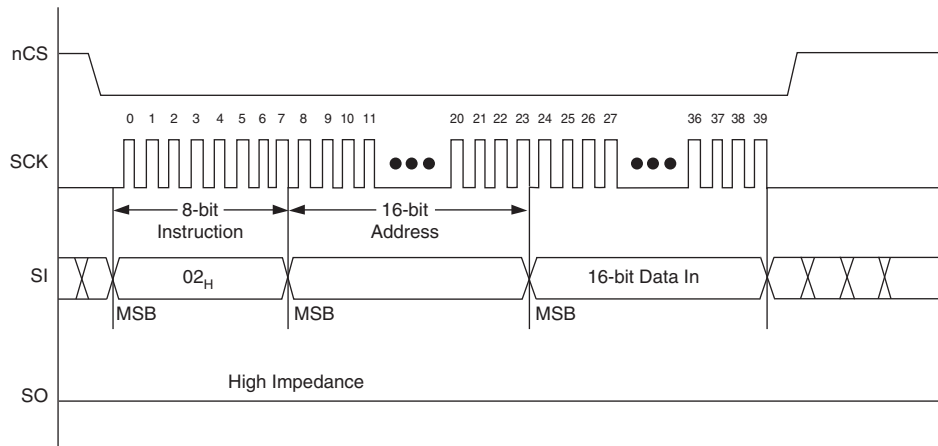 nCS
0 1 2 3 4 5 6 7 8 9 10 11 20 21 22 23 24 25 26 27 36 37 38 39
SCK
8-bit
Instruction
16-bit
Address
SI
02H
16-bit Data In
MSB
MSB
MSB
High Impedance
SO